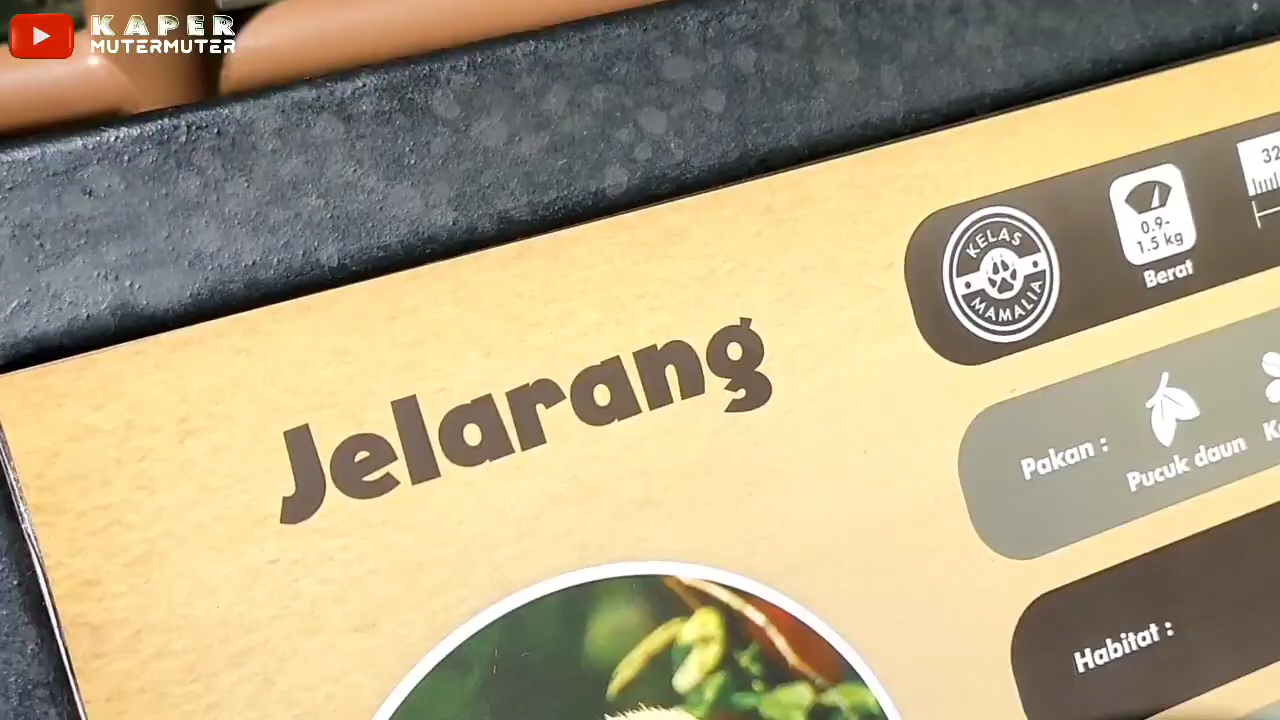 KAPER
MUTERMUTER
Jelarang
KELAS
MAMALIA
0.9-
1.5 kg
Berat
32
Pakan :
Pucuk daun
Habitat :